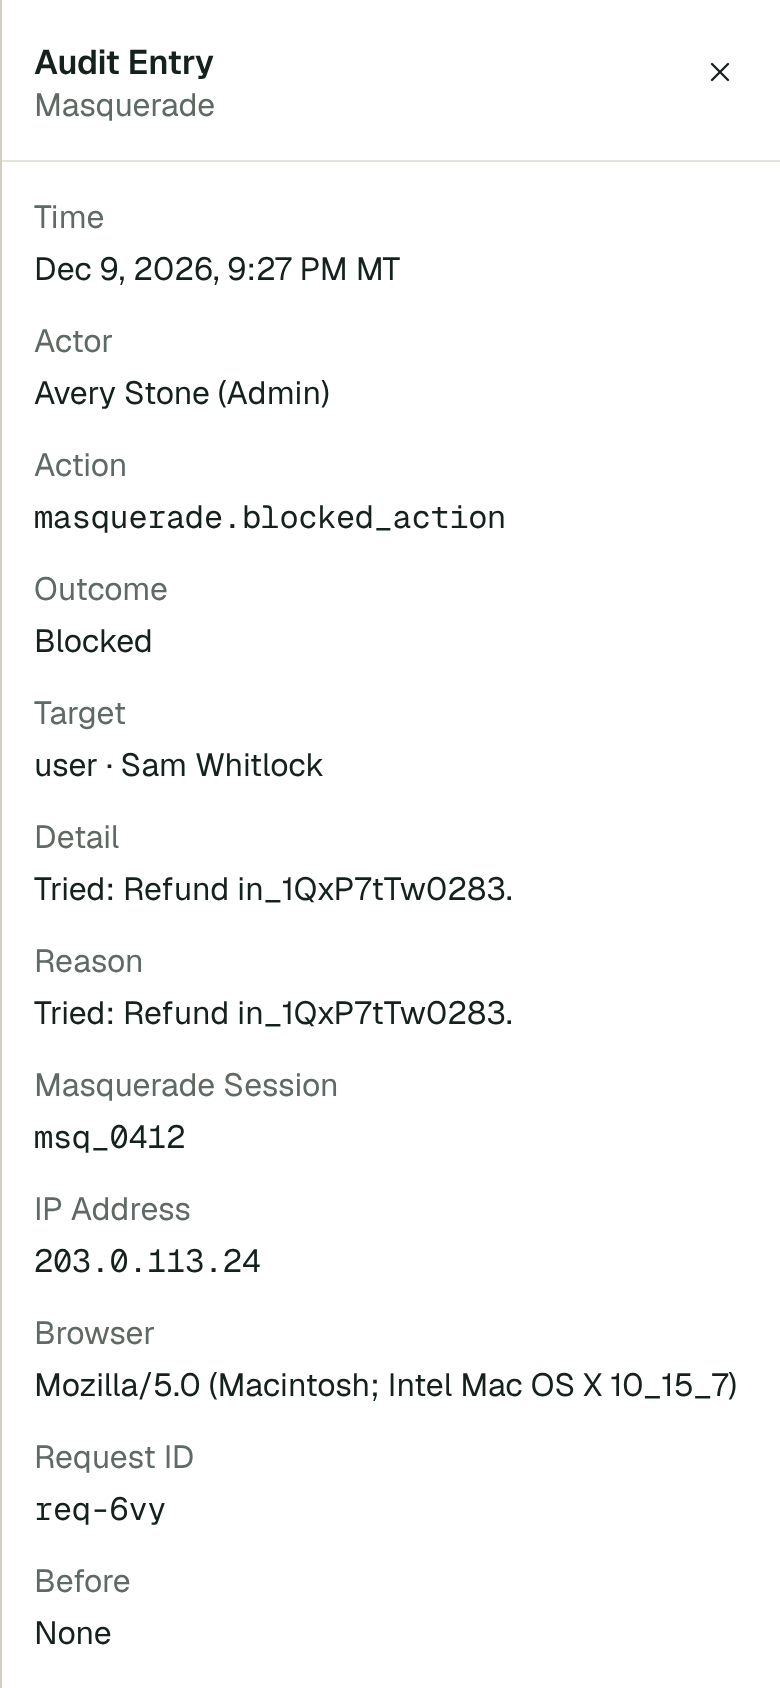 Audit Entry
Masquerade
Time
Dec 9, 2026, 9:27 PM MT
Actor
Avery Stone (Admin)
Action
masquerade.blocked_action
Outcome
Blocked
Target
user · Sam Whitlock
Detail
Tried: Refund in_1QxP7tTw0283.
Reason
Tried: Refund in_1QxP7tTw0283.
Masquerade Session
msq_0412
IP Address
203.0.113.24
Browser
Mozilla/5.0 (Macintosh; Intel Mac OS X 10_15_7)
Request ID
req-6vy
Before
None